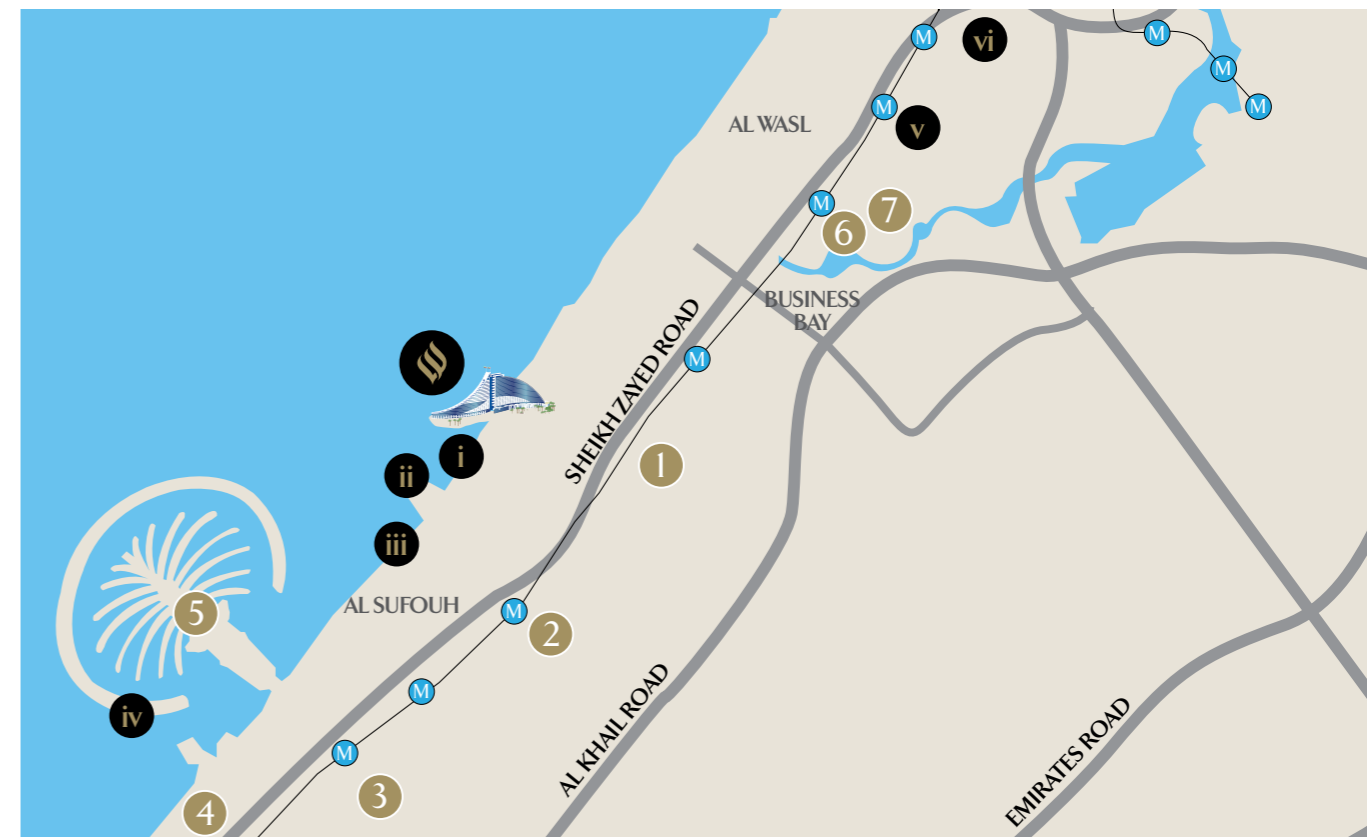 M
M
vi
M
M
M
v
AL WASL
M
7
6
BUSINESS
BAY
SHEIKH ZAYED ROAD
M
i
ii
1
iii
AL SUFOUH
5
M
2
iv
M
AL KHAIL ROAD
EMIRATES ROAD
M
3
4